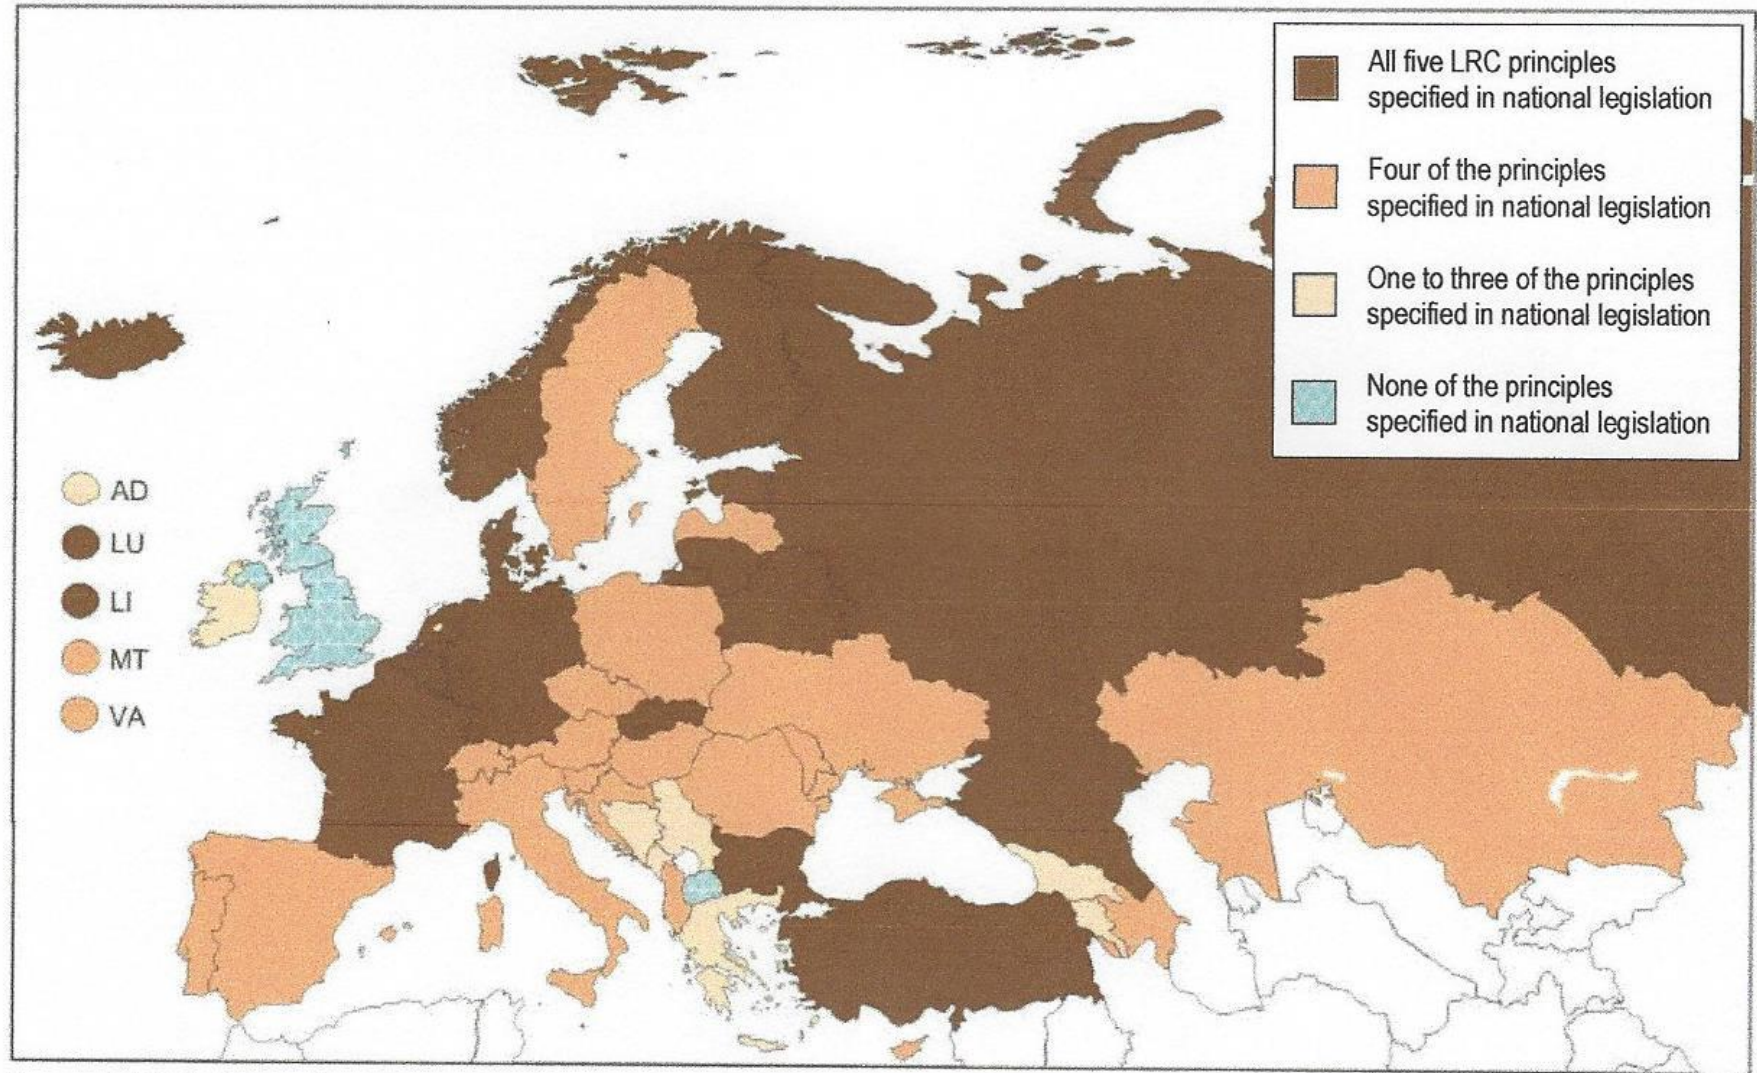 All five LRC principles
specified in national legislation
Four of the principles
specified in national legislation
One to three of the principles
specified in national legislation
None of the principles
specified in national legislation
AD
LU
LI
MT
VA